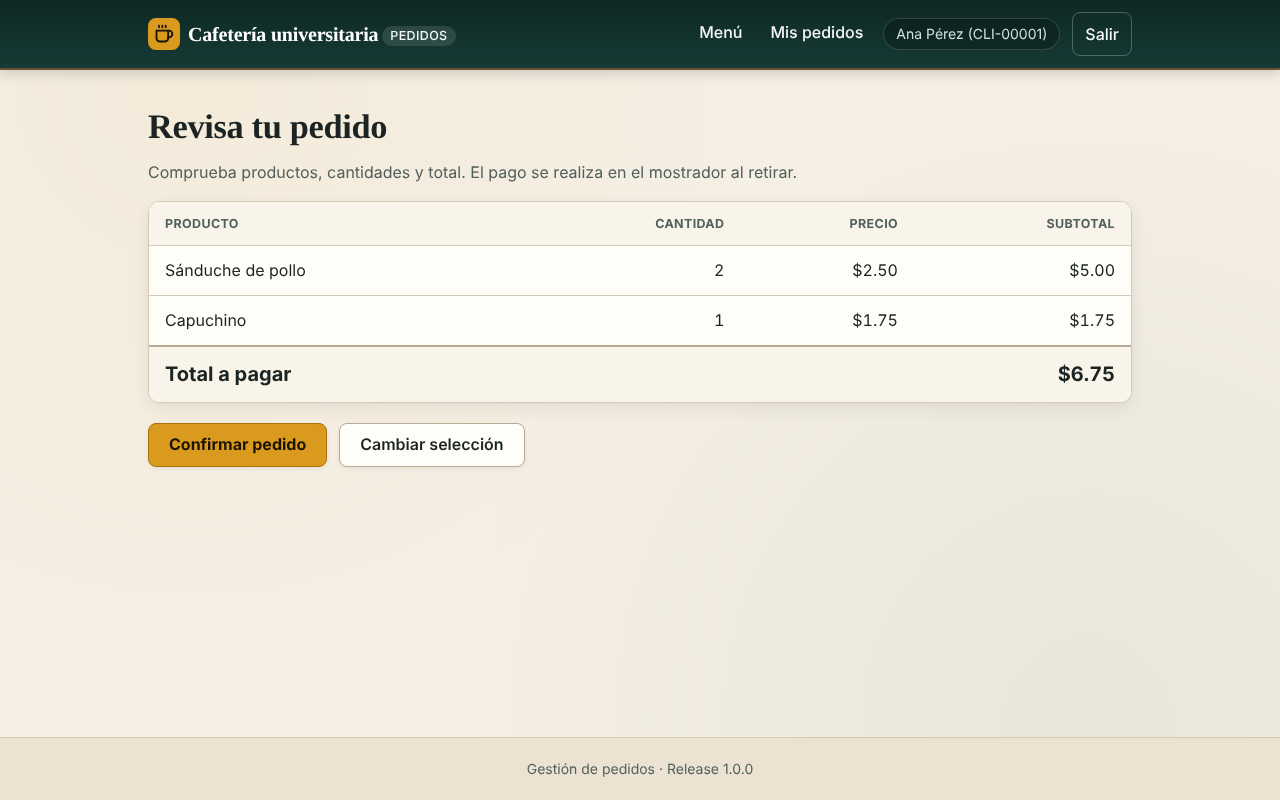 Cafetería universitaria PEDIDOS Menú Mis pedidos Ana Pérez (CLI-00001) Salir
Revisa tu pedido
Comprueba productos, cantidades y total. El pago se realiza en el mostrador al retirar.
PRODUCTO CANTIDAD PRECIO SUBTOTAL
Sánduche de pollo 2 $2.50 $5.00
Capuchino 1 $1.75 $1.75
Total a pagar $6.75
Confirmar pedido Cambiar selección
Gestión de pedidos · Release 1.0.0